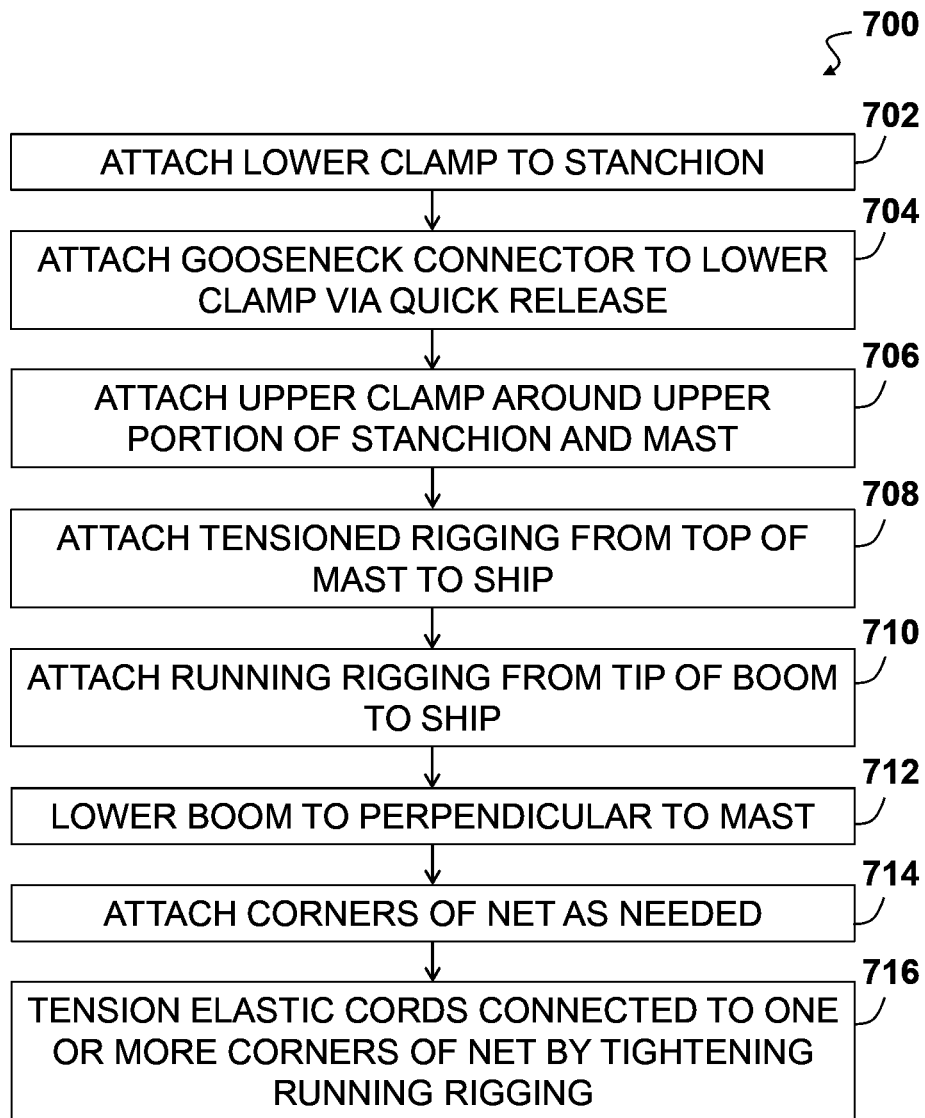 700
702
ATTACH LOWER CLAMP TO STANCHION
704
ATTACH GOOSENECK CONNECTOR TO LOWER
CLAMP VIA QUICK RELEASE
706
ATTACH UPPER CLAMP AROUND UPPER
PORTION OF STANCHION AND MAST
708
ATTACH TENSIONED RIGGING FROM TOP OF
MAST TO SHIP
710
ATTACH RUNNING RIGGING FROM TIP OF BOOM
TO SHIP
712
LOWER BOOM TO PERPENDICULAR TO MAST
714
ATTACH CORNERS OF NET AS NEEDED
716
TENSION ELASTIC CORDS CONNECTED TO ONE
OR MORE CORNERS OF NET BY TIGHTENING
RUNNING RIGGING